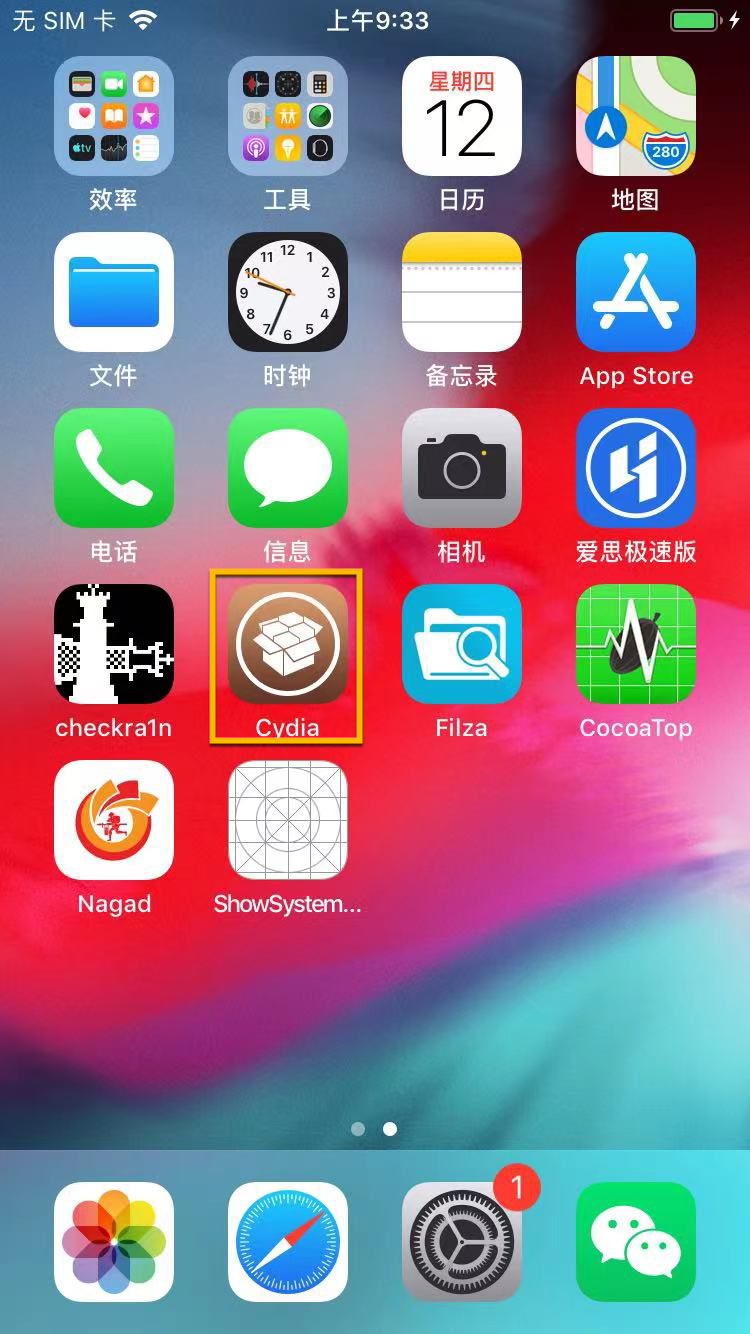 无 SIM 卡
上午9:33
星期四
12
280
tv
效率
工具
日历
地图
12
11
1
10
2
9
3
8
4
7
5
6
文件
时钟
备忘录
App Store
电话
信息
相机
爱思极速版
checkra1n
Cydia
Filza
CocoaTop
Nagad
ShowSystem...
1